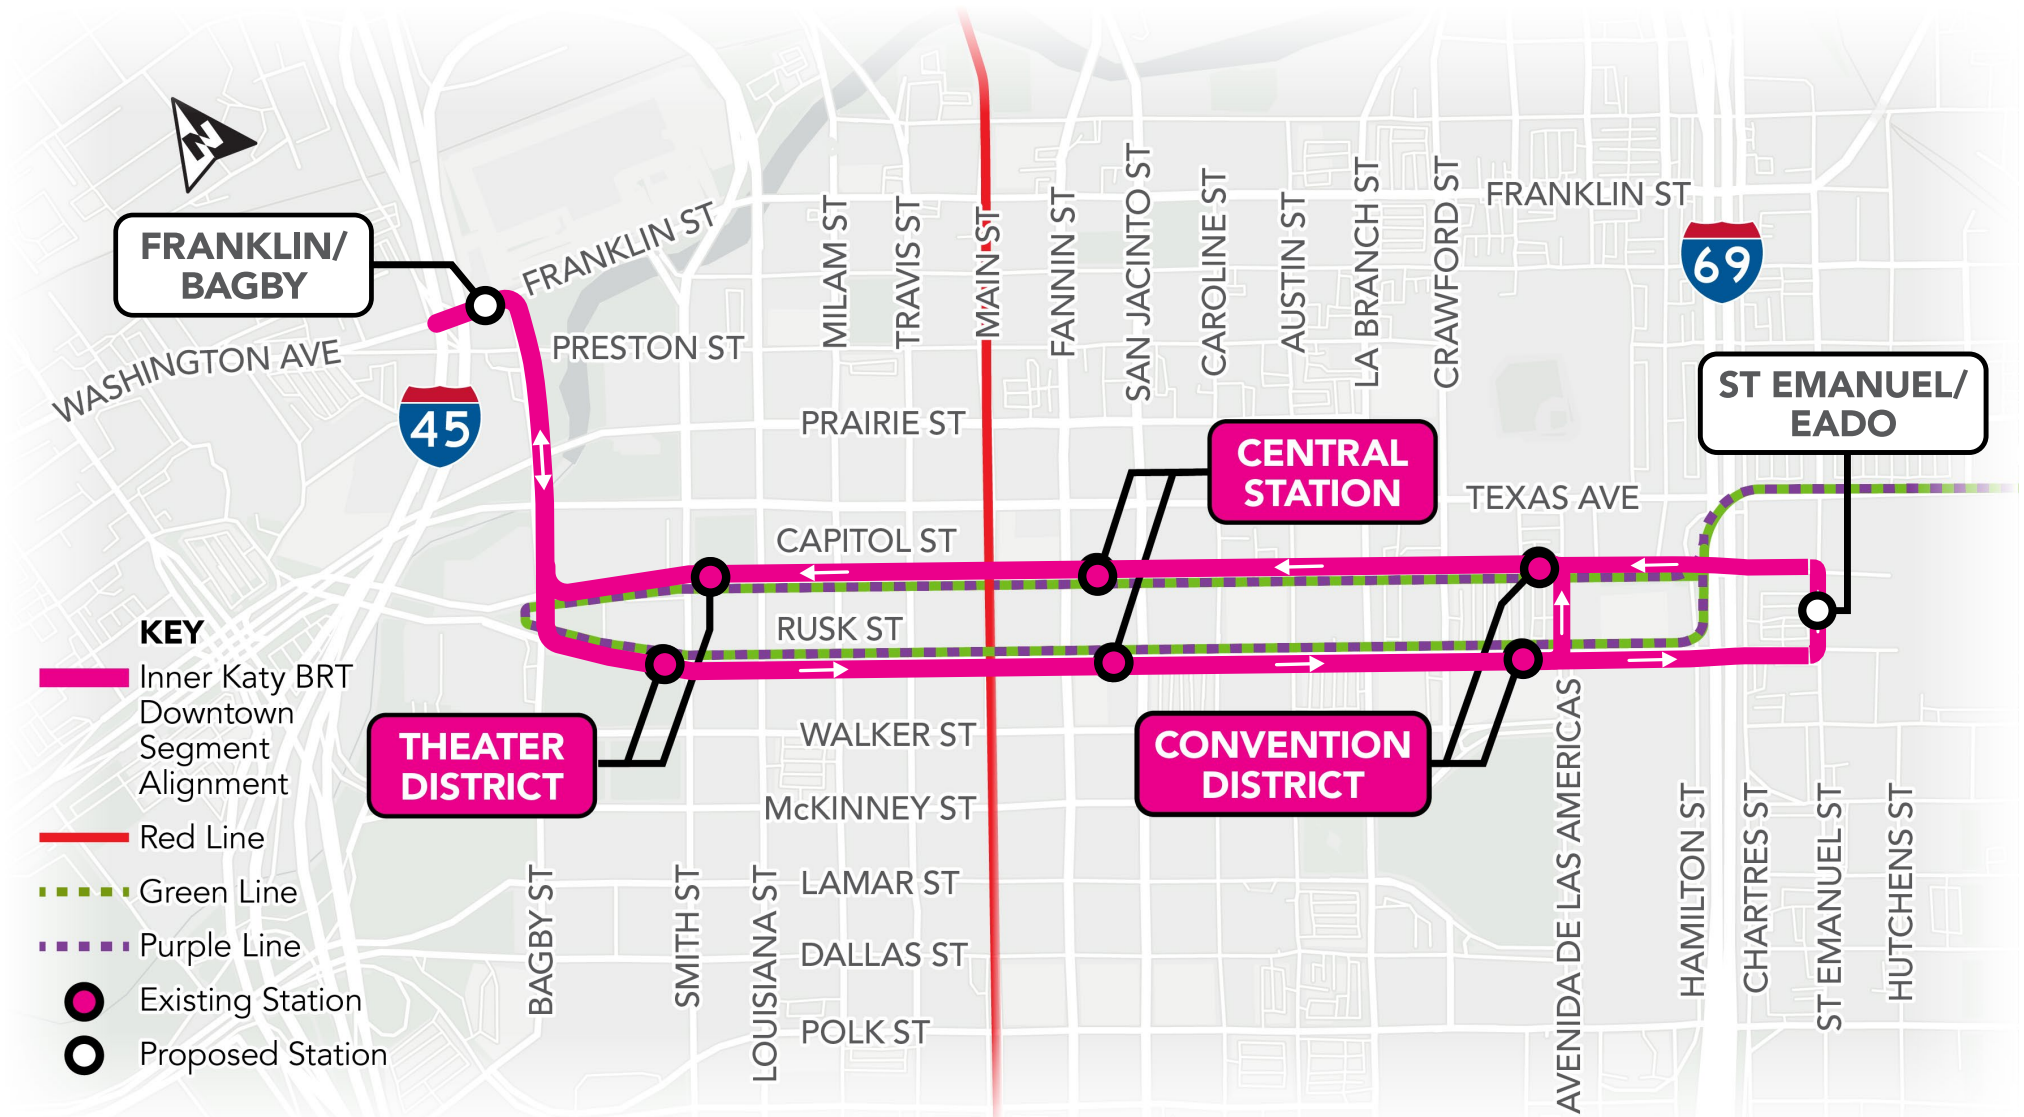 N
FRANKLIN/
BAGBY
FRANKLIN ST
WASHINGTON AVE
45
PRESTON ST
MILAM ST
TRAVIS ST
MAIN ST
FANNIN ST
SAN JACINTO ST
CAROLINE ST
AUSTIN ST
LA BRANCH ST
CRAWFORD ST
FRANKLIN ST
69
ST EMANUEL/
EADO
PRAIRIE ST
CENTRAL
STATION
TEXAS AVE
CAPITOL ST
RUSK ST
THEATER
DISTRICT
WALKER ST
CONVENTION
DISTRICT
McKINNEY ST
LAMAR ST
DALLAS ST
POLK ST
BAGBY ST
SMITH ST
LOUISIANA ST
AVENIDA DE LAS AMERICAS
HAMILTON ST
CHARTRES ST
ST EMANUEL ST
HUTCHENS ST
KEY
Inner Katy BRT
Downtown
Segment
Alignment
Red Line
Green Line
Purple Line
Existing Station
Proposed Station